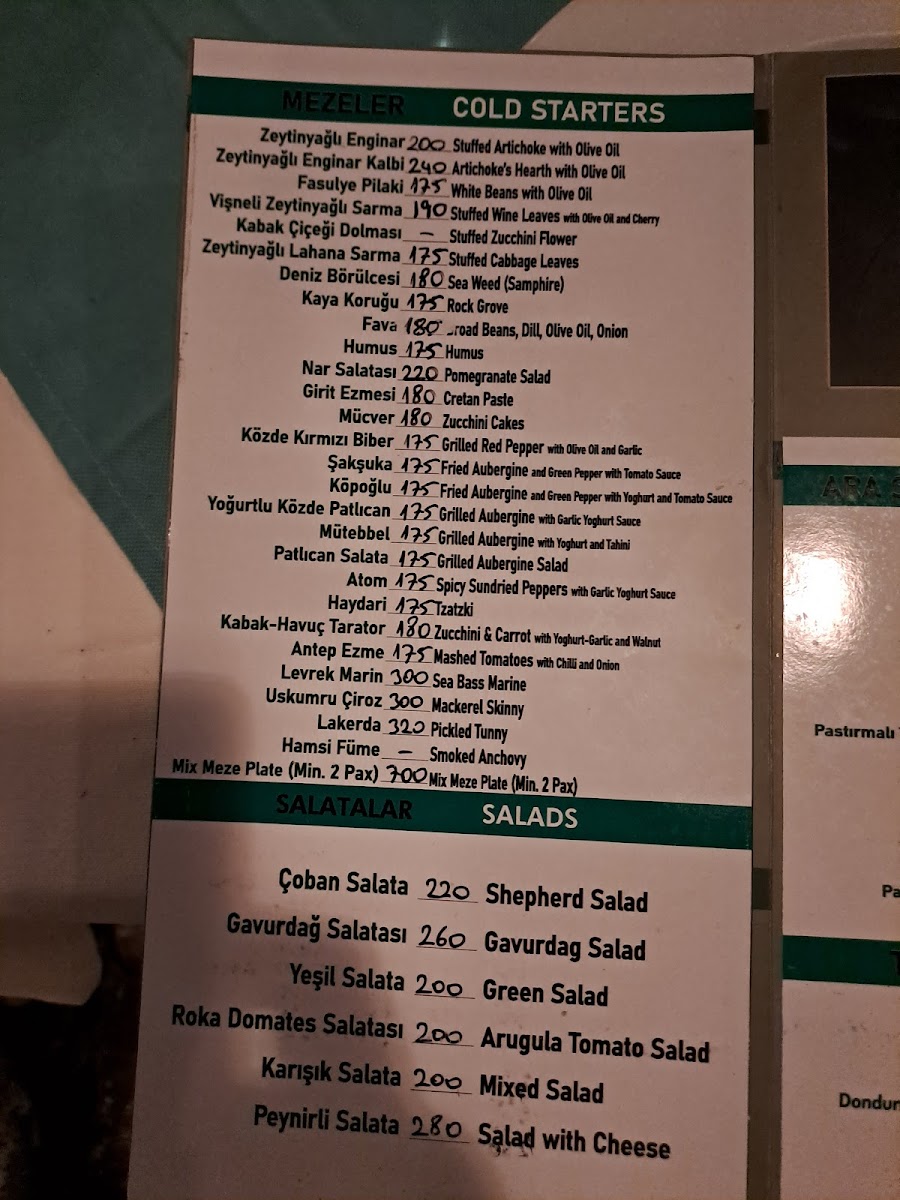 MEZELER COLD STARTERS
Zeytinyağlı Enginar 200 Stuffed Artichoke with Olive Oil
Zeytinyağlı Enginar Kalbi 240 Artichoke's Hearth with Olive Oil
Fasulye Pilaki 175 White Beans with Olive Oil
Vişneli Zeytinyağlı Sarma 190 Stuffed Wine Leaves with Olive Oil and Cherry
Kabak Çiçeği Dolması — Stuffed Zucchini Flower
Zeytinyağlı Lahana Sarma 175 Stuffed Cabbage Leaves
Deniz Börülcesi 180 Sea Weed (Samphire)
Kaya Koruğu 175 Rock Grove
Fava 180 road Beans, Dill, Olive Oil, Onion
Humus 175 Humus
Nar Salatası 220 Pomegranate Salad
Girit Ezmesi 180 Cretan Paste
Mücver 180 Zucchini Cakes
Közde Kırmızı Biber 175 Grilled Red Pepper with Olive Oil and Garlic
Şakşuka 175 Fried Aubergine and Green Pepper with Tomato Sauce
Köpoğlu 175 Fried Aubergine and Green Pepper with Yoghurt and Tomato Sauce
Yoğurtlu Közde Patlıcan 175 Grilled Aubergine with Garlic Yoghurt Sauce
Mütebbel 175 Grilled Aubergine with Yoghurt and Tahini
Patlıcan Salata 175 Grilled Aubergine Salad
Atom 175 Spicy Sundried Peppers with Garlic Yoghurt Sauce
Haydari 175 Tzatzki
Kabak-Havuç Tarator 180 Zucchini & Carrot with Yoghurt-Garlic and Walnut
Antep Ezme 175 Mashed Tomatoes with Chilli and Onion
Levrek Marin 300 Sea Bass Marine
Uskumru Çiroz 300 Mackerel Skinny
Lakerda 320 Pickled Tunny
Hamsi Füme — Smoked Anchovy
Mix Meze Plate (Min. 2 Pax) 700 Mix Meze Plate (Min. 2 Pax)
SALATALAR SALADS
Çoban Salata 220 Shepherd Salad
Gavurdağ Salatası 260 Gavurdag Salad
Yeşil Salata 200 Green Salad
Roka Domates Salatası 200 Arugula Tomato Salad
Karışık Salata 200 Mixed Salad
Peynirli Salata 280 Salad with Cheese
ARA
Pastırmalı
Pa
Dondur